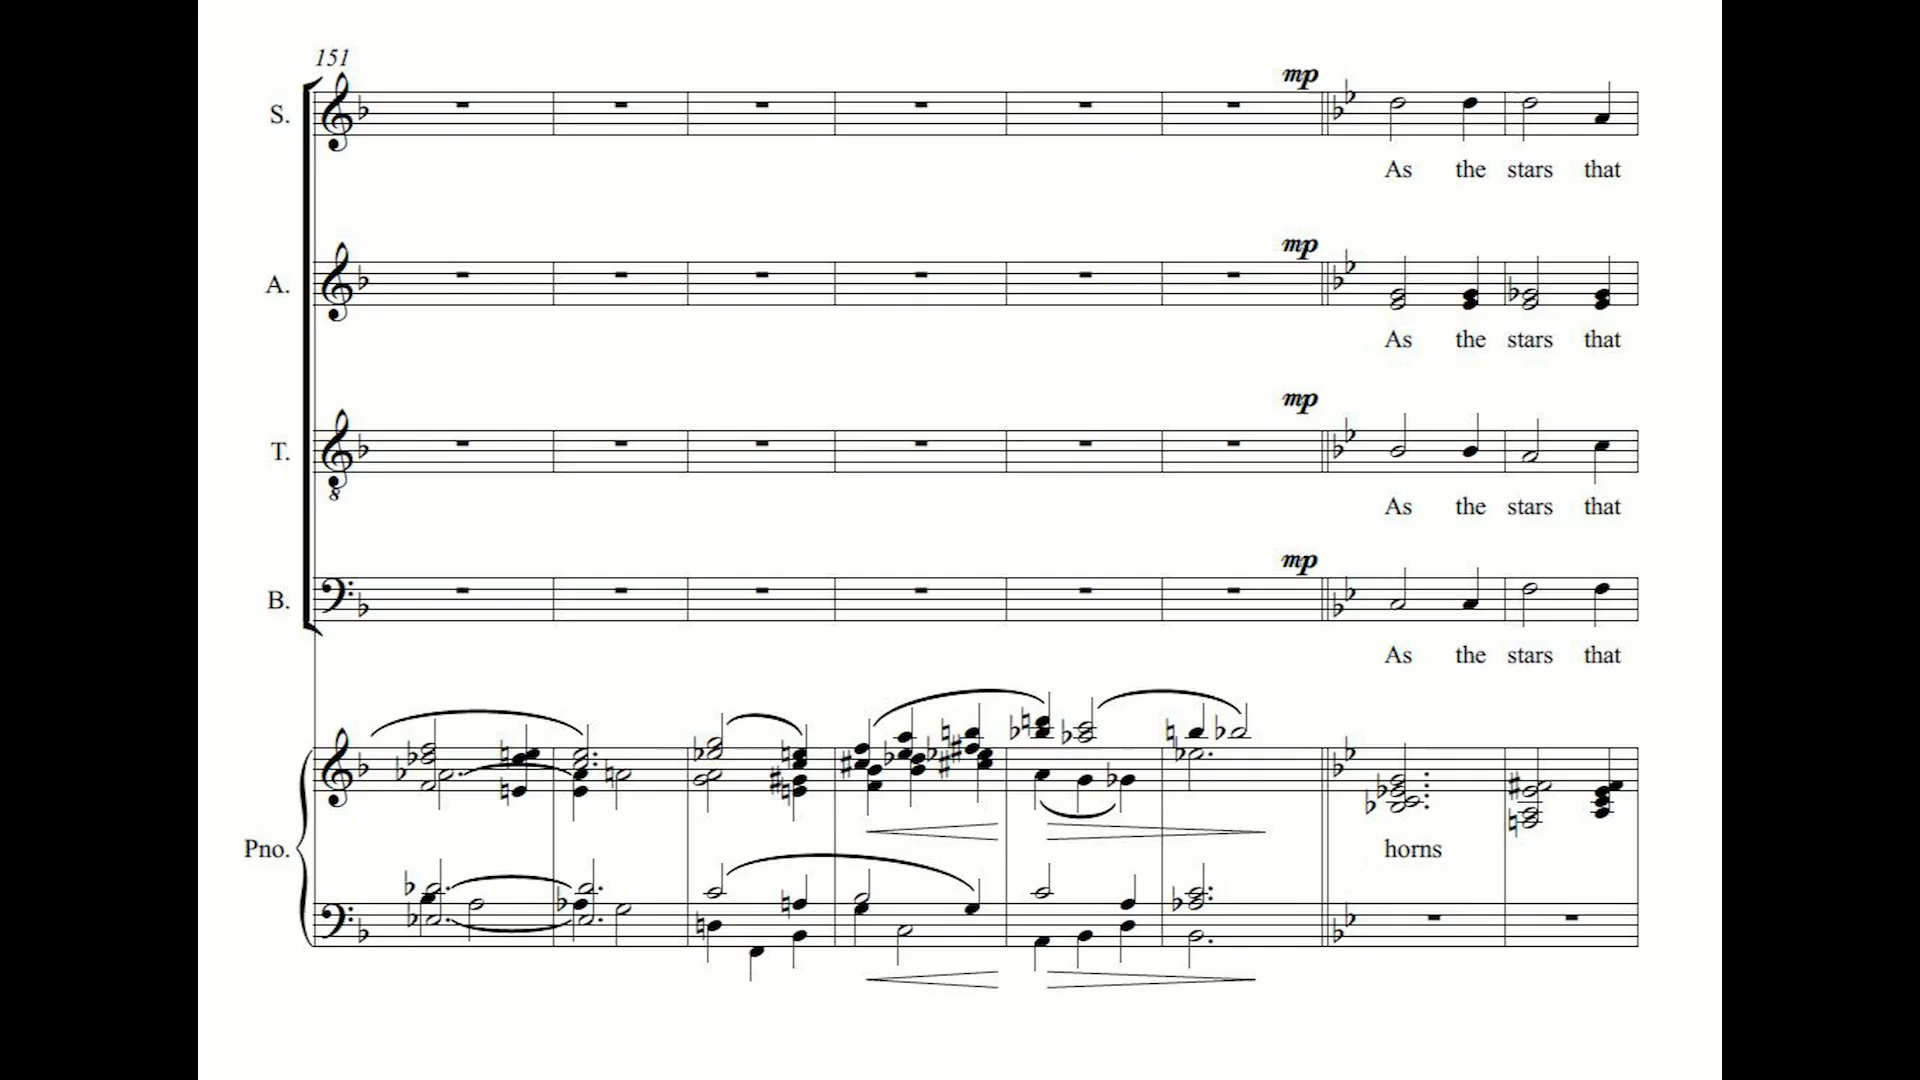 151
S.
mp
As the stars that
A.
mp
As the stars that
T.
mp
8
As the stars that
B.
mp
As the stars that
Pno.
horns